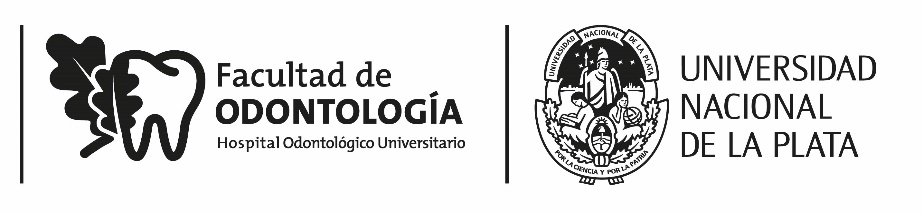 Facultad de
ODONTOLOGÍA
Hospital Odontológico Universitario
UNIVERSIDAD NACIONAL DE LA PLATA
POR LA CIENCIA Y POR LA PATRIA
UNIVERSIDAD
NACIONAL
DE LA PLATA